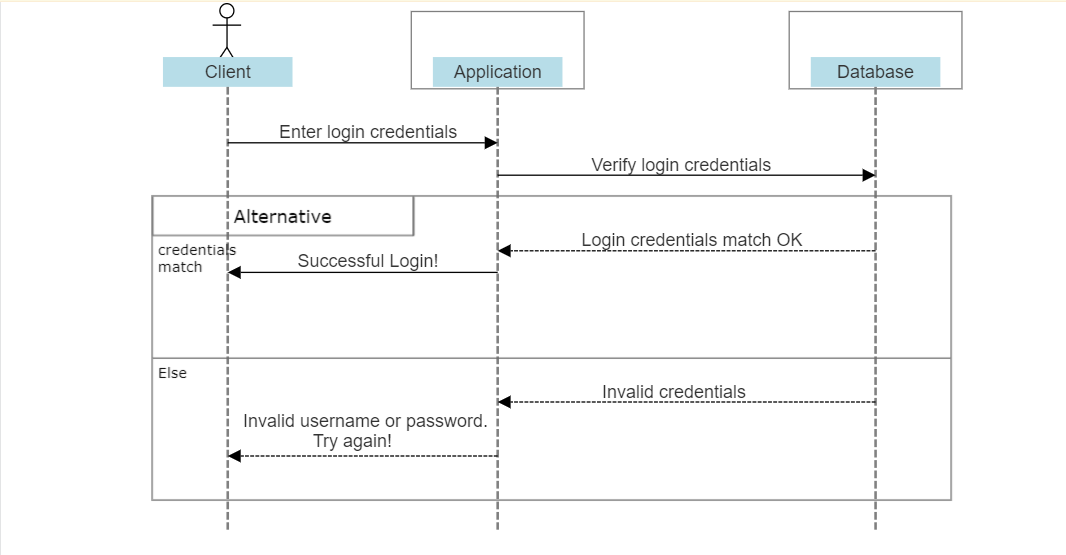 Client
Application
Database
Enter login credentials
Verify login credentials
Alternative
credentials
match
Login credentials match OK
Successful Login!
Else
Invalid credentials
Invalid username or password.
Try again!